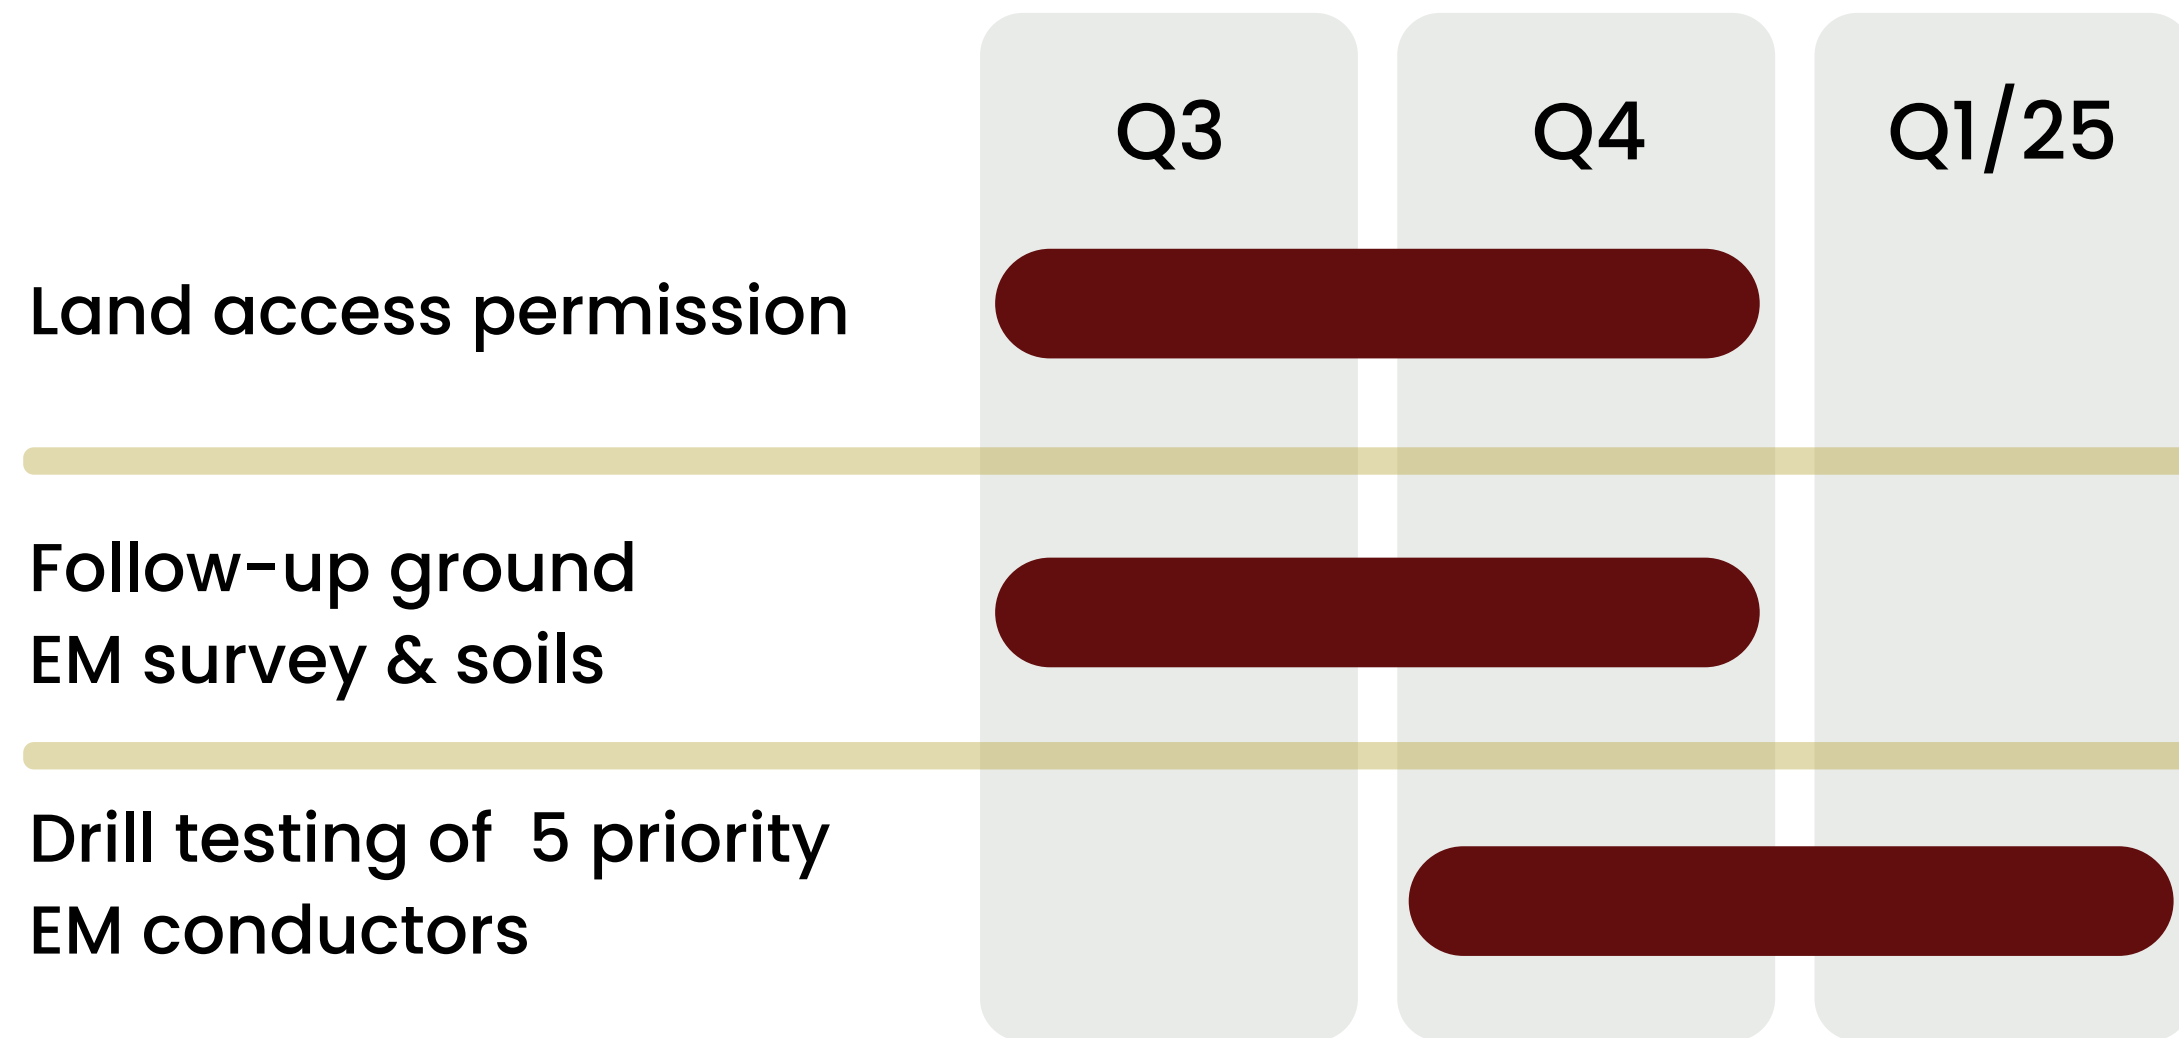 Q3 Q4 Q1/25
Land access permission
Follow-up ground
EM survey & soils
Drill testing of 5 priority
EM conductors